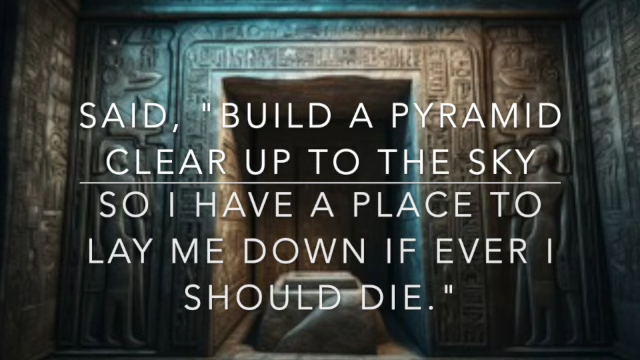 SAID, "BUILD A PYRAMID
CLEAR UP TO THE SKY
SO I HAVE A PLACE TO
LAY ME DOWN IF EVER I
SHOULD DIE."